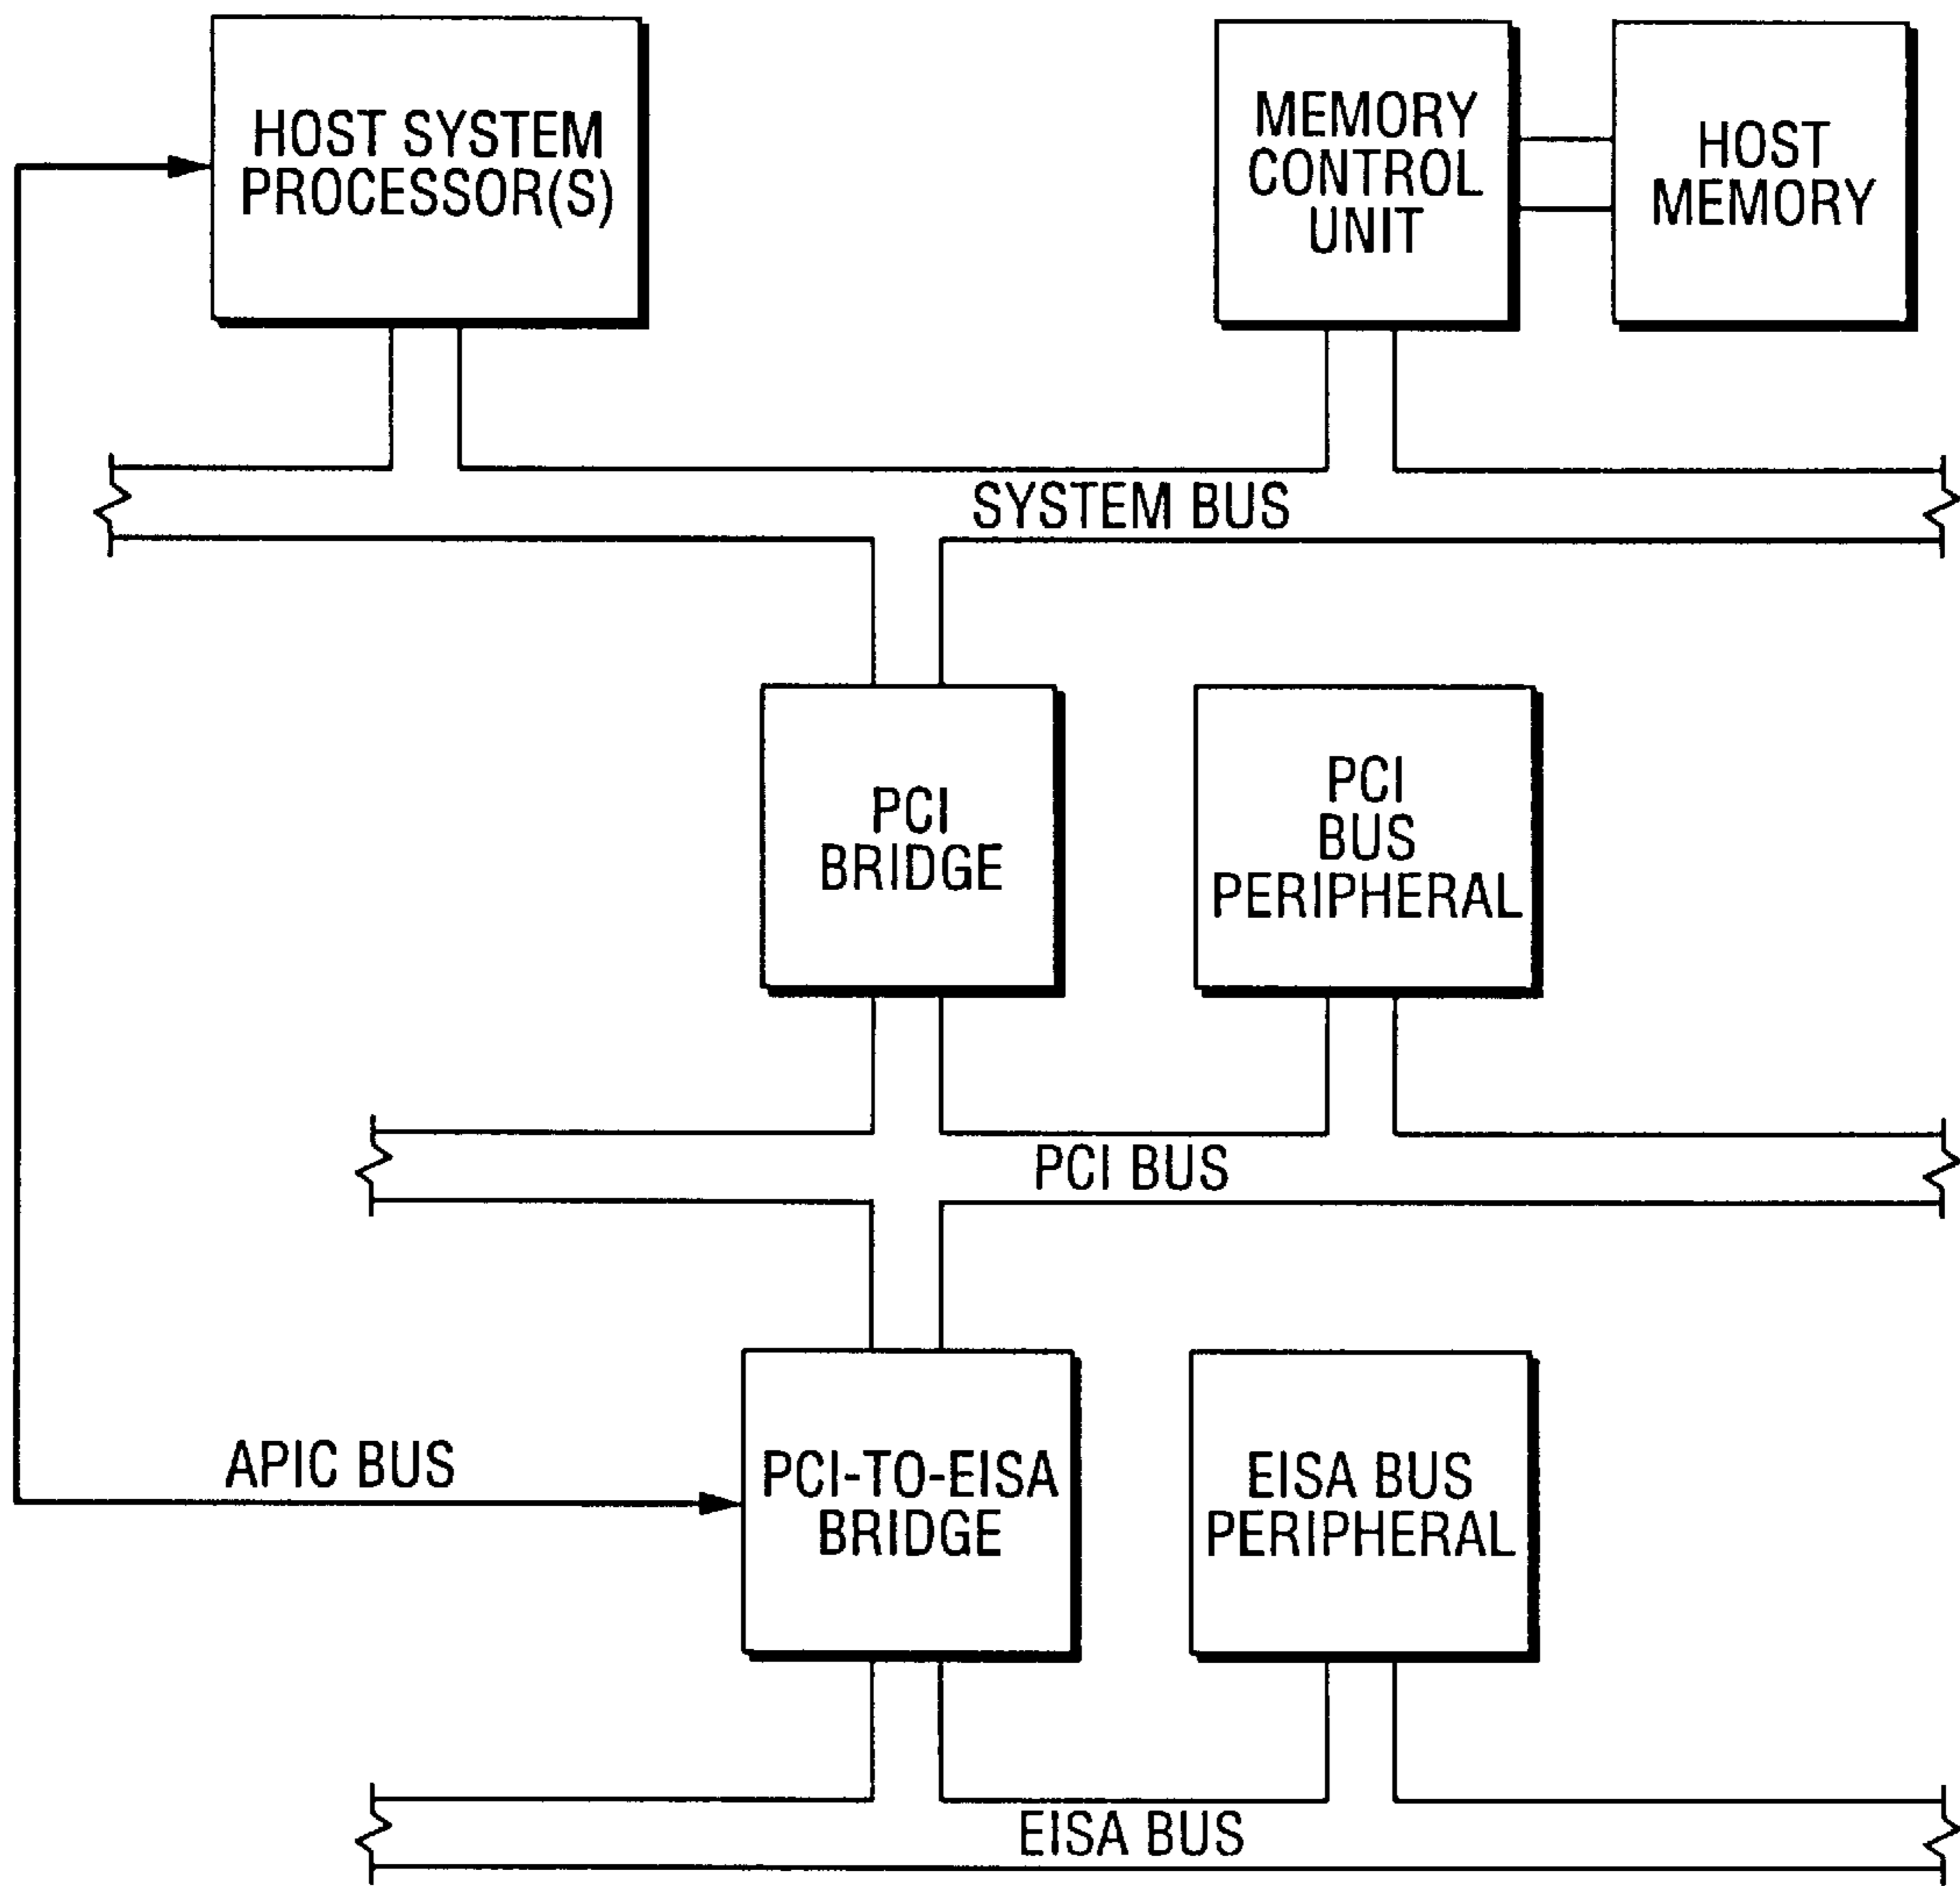 HOST SYSTEM
PROCESSOR(S)
MEMORY
CONTROL
UNIT
HOST
MEMORY
SYSTEM BUS
PCI
BRIDGE
PCI
BUS
PERIPHERAL
PCI BUS
APIC BUS
PCI-TO-EISA
BRIDGE
EISA BUS
PERIPHERAL
EISA BUS